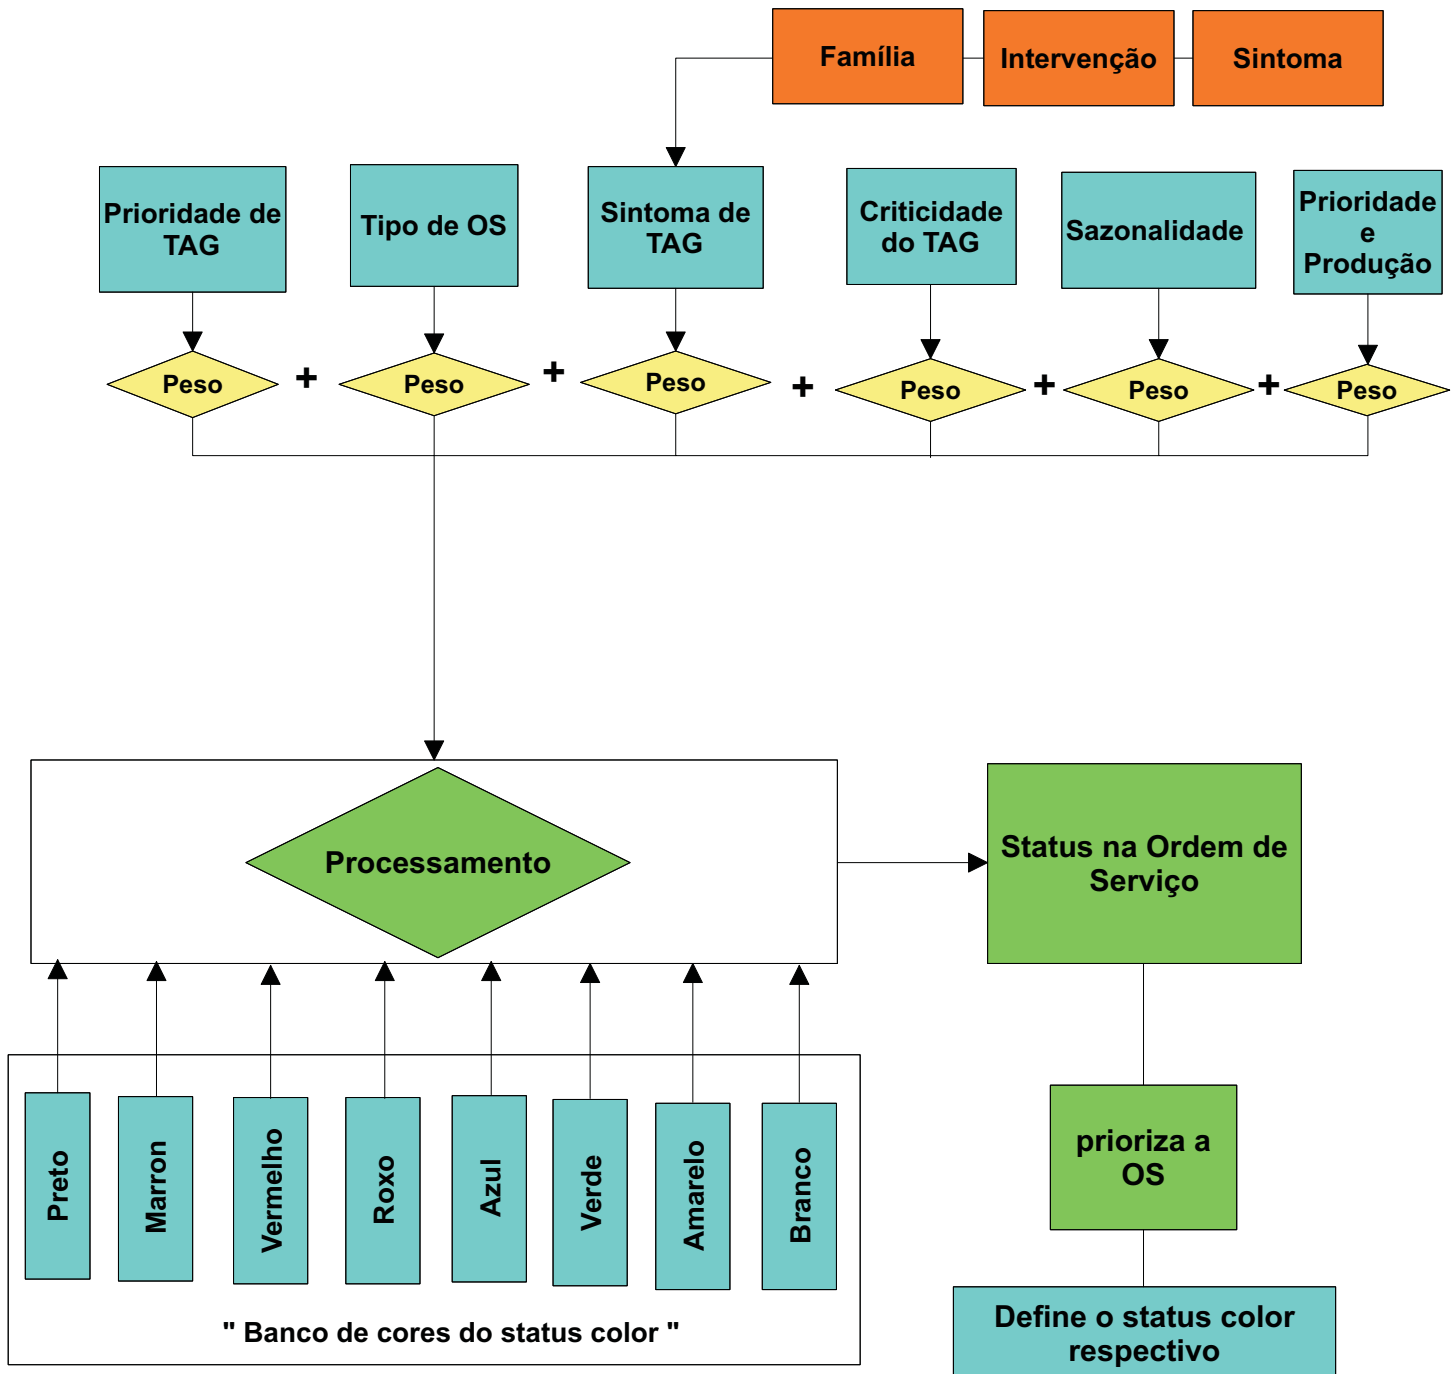 Família
Intervenção
Sintoma
Prioridade de
TAG
Tipo de OS
Sintoma de
TAG
Criticidade
do TAG
Sazonalidade
Prioridade
e
Produção
Peso + Peso + Peso + Peso + Peso + Peso
Processamento
Status na Ordem de
Serviço
Preto
Marron
Vermelho
Roxo
Azul
Verde
Amarelo
Branco
" Banco de cores do status color "
prioriza a
OS
Define o status color
respectivo